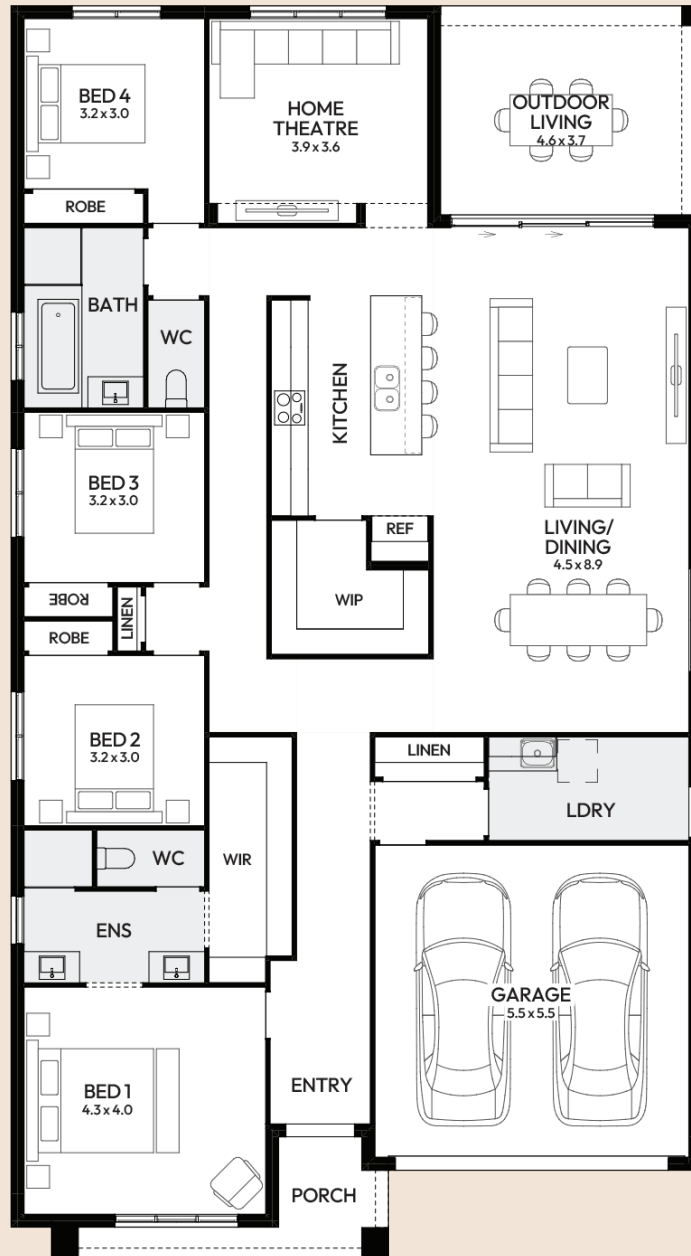 BED 4
3.2 x 3.0
HOME
THEATRE
3.9 x 3.6
OUTDOOR
LIVING
4.6 x 3.7
ROBE
BATH
WC
KITCHEN
BED 3
3.2 x 3.0
REF
LIVING/
DINING
4.5 x 8.9
ROBE
LINEN
WIP
ROBE
BED 2
3.2 x 3.0
LINEN
LDRY
WC
WIR
ENS
GARAGE
5.5 x 5.5
BED 1
4.3 x 4.0
ENTRY
PORCH